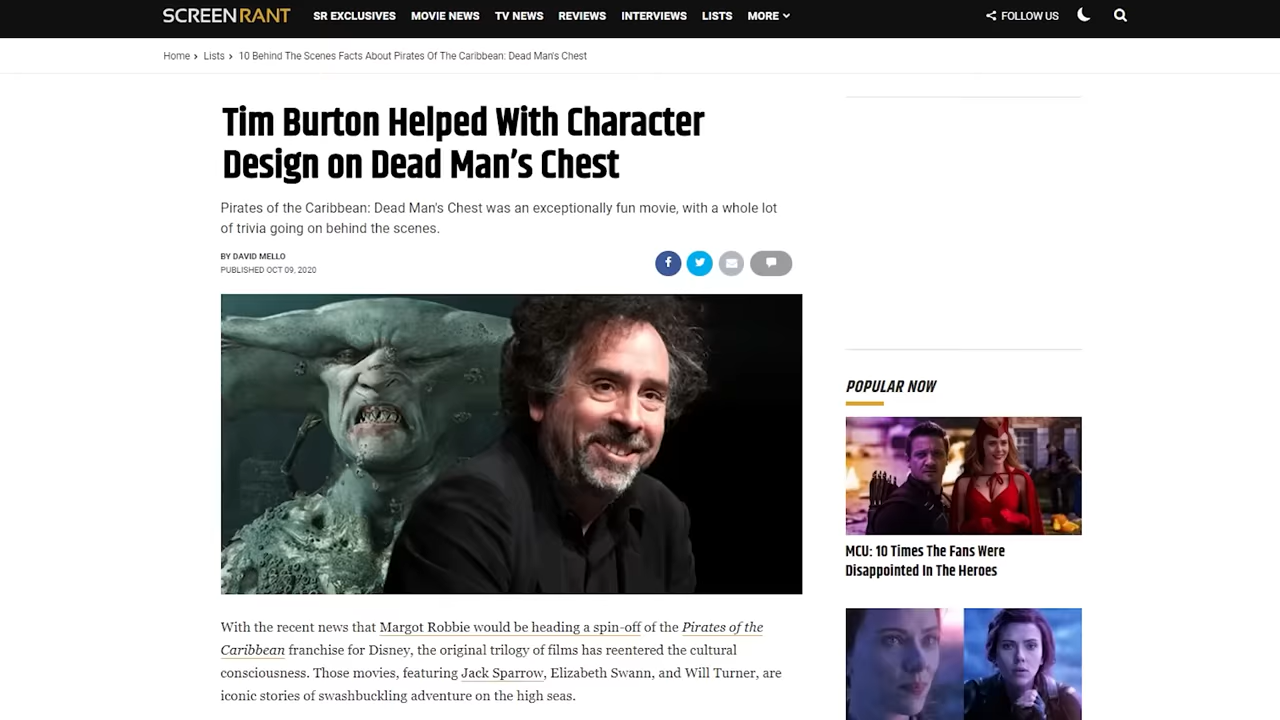 SCREENRANT SR EXCLUSIVES MOVIE NEWS TV NEWS REVIEWS INTERVIEWS LISTS MORE FOLLOW US
Home › Lists › 10 Behind The Scenes Facts About Pirates Of The Caribbean: Dead Man's Chest
Tim Burton Helped With Character
Design on Dead Man's Chest
Pirates of the Caribbean: Dead Man's Chest was an exceptionally fun movie, with a whole lot
of trivia going on behind the scenes.
BY DAVID MELLO
PUBLISHED OCT 09, 2020
With the recent news that Margot Robbie would be heading a spin-off of the Pirates of the
Caribbean franchise for Disney, the original trilogy of films has reentered the cultural
consciousness. Those movies, featuring Jack Sparrow, Elizabeth Swann, and Will Turner, are
iconic stories of swashbuckling adventure on the high seas.
POPULAR NOW
MCU: 10 Times The Fans Were
Disappointed In The Heroes